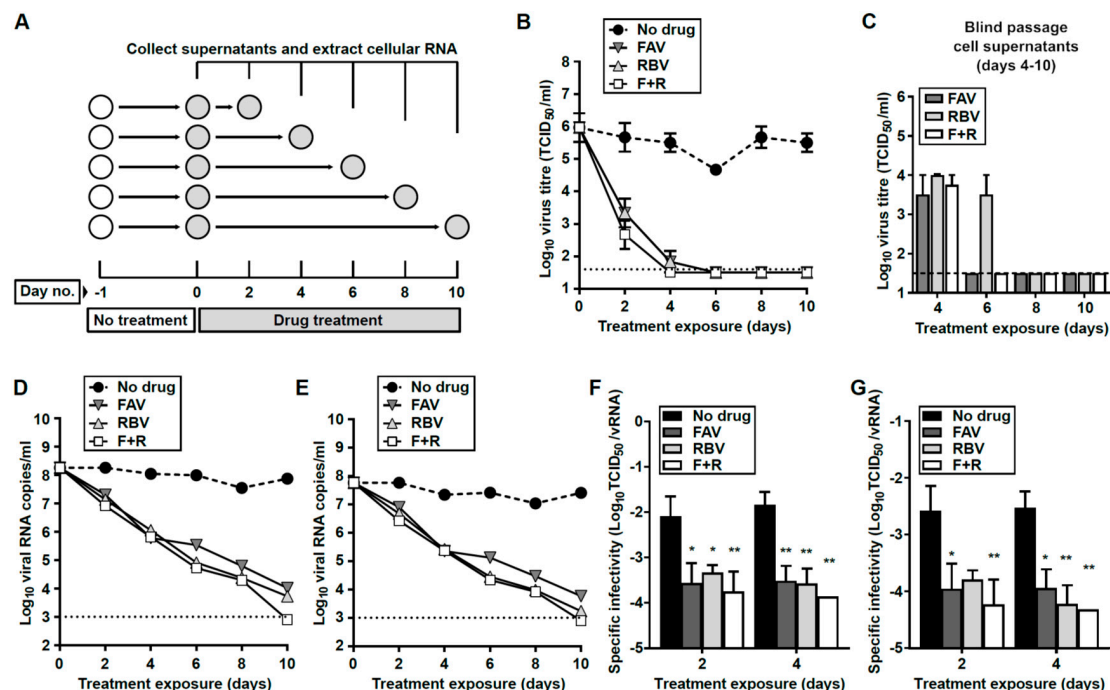 A
Collect supernatants and extract cellular RNA
Day no.
-1
0
2
4
6
8
10
No treatment
Drug treatment
B
No drug
FAV
RBV
F+R
Log10 virus titre (TCID50/ml)
7
6
5
4
3
2
1
0
2
4
6
8
10
Treatment exposure (days)
C
Blind passage
cell supernatants
(days 4-10)
FAV
RBV
F+R
Log10 virus titre (TCID50/ml)
7
4
3
2
1
4
6
8
10
Treatment exposure (days)
D
No drug
FAV
RBV
F+R
Log10 viral RNA copies/ml
10
9
8
7
6
5
4
3
2
0
2
4
6
8
10
Treatment exposure (days)
E
No drug
FAV
RBV
F+R
Log10 viral RNA copies/ml
10
9
8
7
6
5
4
3
2
0
2
4
6
8
10
Treatment exposure (days)
F
No drug
FAV
RBV
F+R
Specific infectivity (Log10 TCID50/vRNA)
-0
-1
-2
-3
-4
-5
* * ** ** ** **
2
4
Treatment exposure (days)
G
No drug
FAV
RBV
F+R
Specific infectivity (Log10 TCID50/vRNA)
-1
-2
-3
-4
-5
* ** * ** **
2
4
Treatment exposure (days)